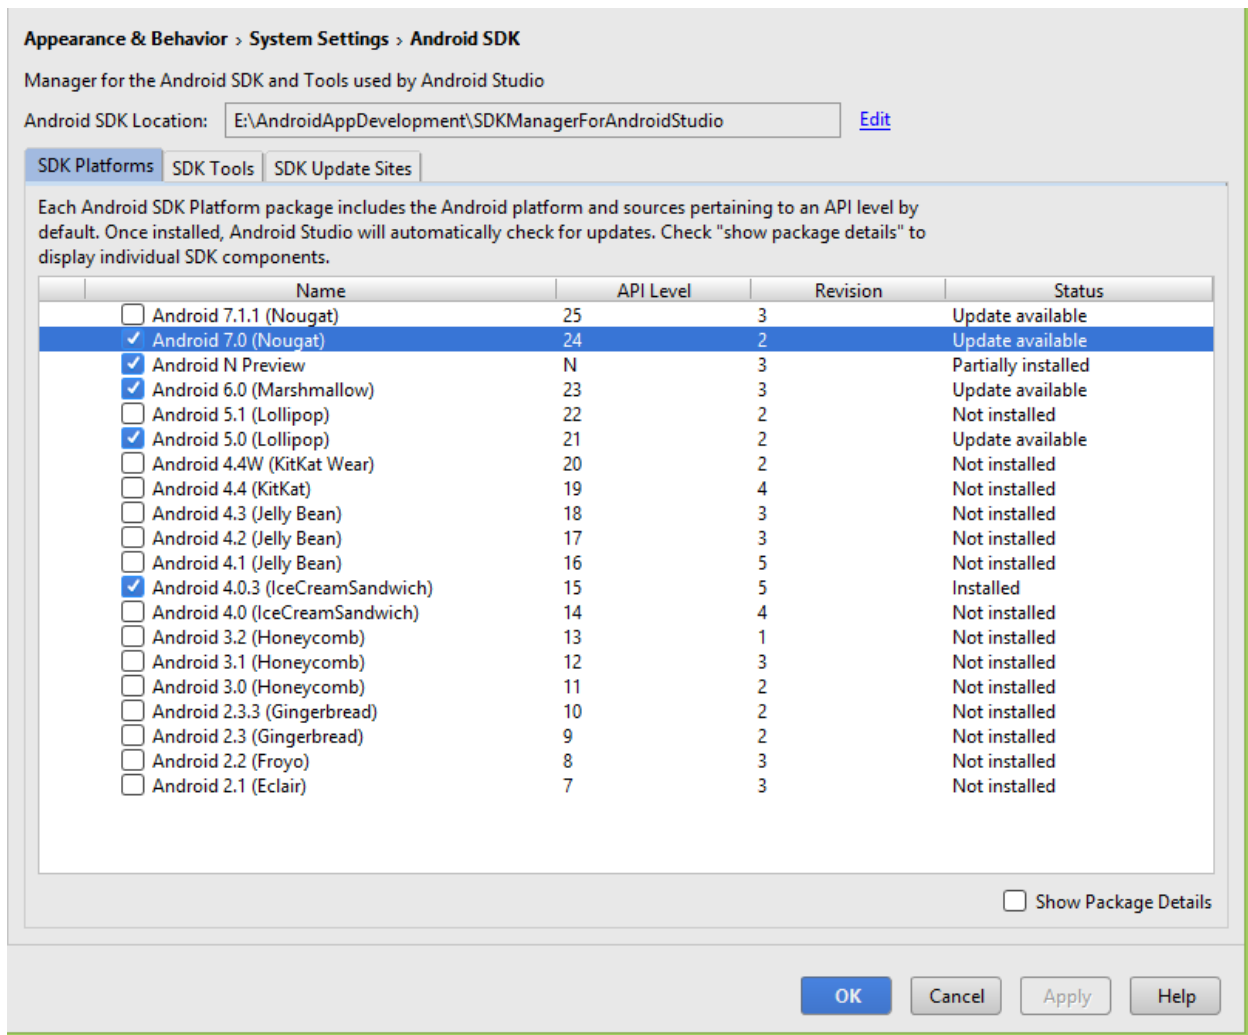 Appearance & Behavior › System Settings › Android SDK
Manager for the Android SDK and Tools used by Android Studio
Android SDK Location: E:\AndroidAppDevelopment\SDKManagerForAndroidStudio Edit
SDK Platforms SDK Tools SDK Update Sites
Each Android SDK Platform package includes the Android platform and sources pertaining to an API level by
default. Once installed, Android Studio will automatically check for updates. Check "show package details" to
display individual SDK components.
Name API Level Revision Status
Android 7.1.1 (Nougat) 25 3 Update available
Android 7.0 (Nougat) 24 2 Update available
Android N Preview N 3 Partially installed
Android 6.0 (Marshmallow) 23 3 Update available
Android 5.1 (Lollipop) 22 2 Not installed
Android 5.0 (Lollipop) 21 2 Update available
Android 4.4W (KitKat Wear) 20 2 Not installed
Android 4.4 (KitKat) 19 4 Not installed
Android 4.3 (Jelly Bean) 18 3 Not installed
Android 4.2 (Jelly Bean) 17 3 Not installed
Android 4.1 (Jelly Bean) 16 5 Not installed
Android 4.0.3 (IceCreamSandwich) 15 5 Installed
Android 4.0 (IceCreamSandwich) 14 4 Not installed
Android 3.2 (Honeycomb) 13 1 Not installed
Android 3.1 (Honeycomb) 12 3 Not installed
Android 3.0 (Honeycomb) 11 2 Not installed
Android 2.3.3 (Gingerbread) 10 2 Not installed
Android 2.3 (Gingerbread) 9 2 Not installed
Android 2.2 (Froyo) 8 3 Not installed
Android 2.1 (Eclair) 7 3 Not installed
Show Package Details
OK Cancel Apply Help